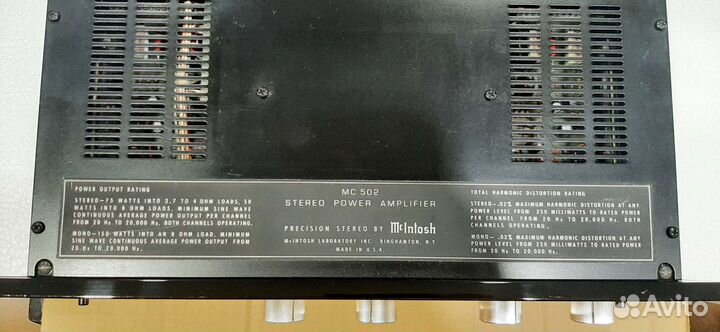 POWER OUTPUT RATING
STEREO—75 WATTS INTO 2.7 TO 4 OHM LOADS, 50
WATTS INTO 8 OHM LOADS, MINIMUM SINE WAVE
CONTINUOUS AVERAGE POWER OUTPUT PER CHANNEL
FROM 20 Hz TO 20,000 Hz, BOTH CHANNELS OPERATING.
MONO—150 WATTS INTO AN 8 OHM LOAD, MINIMUM
SINE WAVE CONTINUOUS AVERAGE POWER OUTPUT FROM
20 Hz TO 20,000 Hz.
MC 502
STEREO POWER AMPLIFIER
PRECISION STEREO BY McIntosh
McINTOSH LABORATORY INC. BINGHAMTON, N.Y.
MADE IN U.S.A.
TOTAL HARMONIC DISTORTION RATING
STEREO—.02% MAXIMUM HARMONIC DISTORTION AT ANY
POWER LEVEL FROM 250 MILLIWATTS TO RATED POWER
PER CHANNEL FROM 20 Hz TO 20,000 Hz, BOTH
CHANNELS OPERATING.
MONO—.02% MAXIMUM HARMONIC DISTORTION AT ANY
POWER LEVEL FROM 250 MILLIWATTS TO RATED POWER
FROM 20 Hz TO 20,000 Hz.
Avito